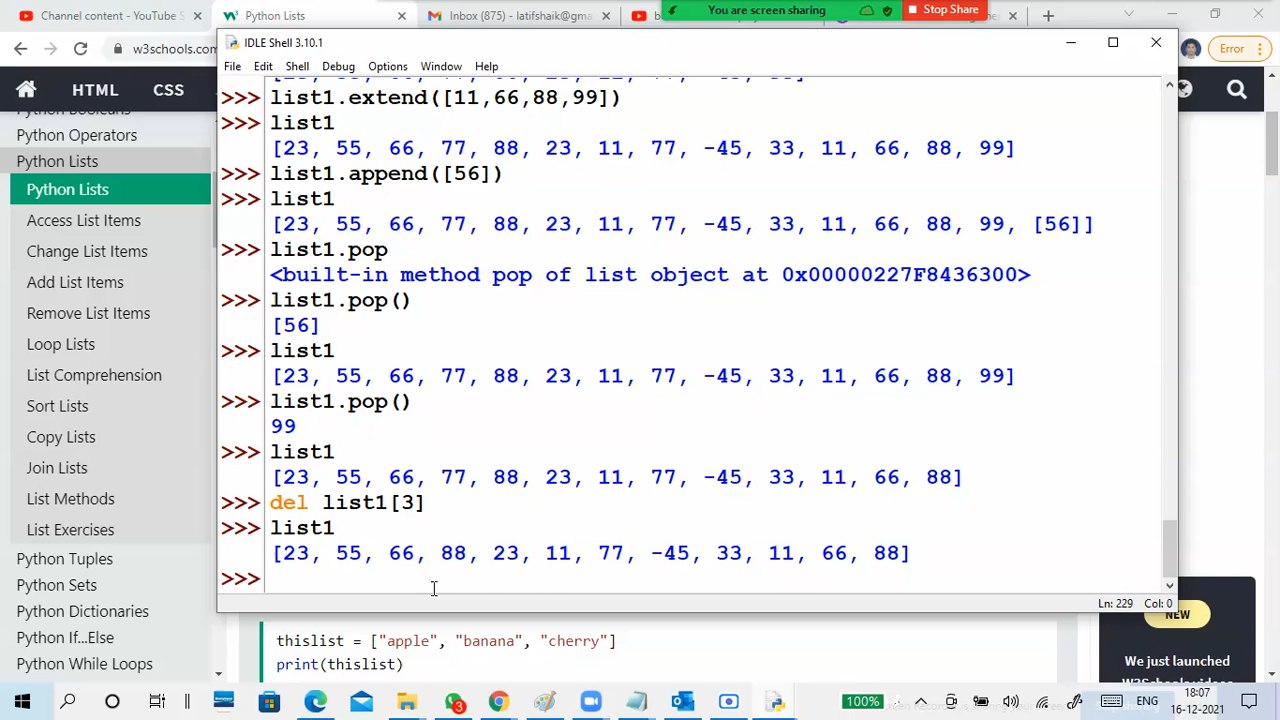 Content - YouTube S
Python Lists
Inbox (875) - latifshaik@gm
You are screen sharing
Stop Share
w3schools.com
Error
HTML
CSS
IDLE Shell 3.10.1
File Edit Shell Debug Options Window Help
>>> list1.extend([11,66,88,99])
>>> list1
[23, 55, 66, 77, 88, 23, 11, 77, -45, 33, 11, 66, 88, 99]
>>> list1.append([56])
>>> list1
[23, 55, 66, 77, 88, 23, 11, 77, -45, 33, 11, 66, 88, 99, [56]]
>>> list1.pop
<built-in method pop of list object at 0x00000227F8436300>
>>> list1.pop()
[56]
>>> list1
[23, 55, 66, 77, 88, 23, 11, 77, -45, 33, 11, 66, 88, 99]
>>> list1.pop()
99
>>> list1
[23, 55, 66, 77, 88, 23, 11, 77, -45, 33, 11, 66, 88]
>>> del list1[3]
>>> list1
[23, 55, 66, 88, 23, 11, 77, -45, 33, 11, 66, 88]
>>>
Ln: 229 Col: 0
Python Operators
Python Lists
Python Lists
Access List Items
Change List Items
Add List Items
Remove List Items
Loop Lists
List Comprehension
Sort Lists
Copy Lists
Join Lists
List Methods
List Exercises
Python Tuples
Python Sets
Python Dictionaries
Python If...Else
Python While Loops
thislist = ["apple", "banana", "cherry"]
print(thislist)
NEW
We just launched
W3Schools videos
3
100%
ENG
18:07
16-12-2021